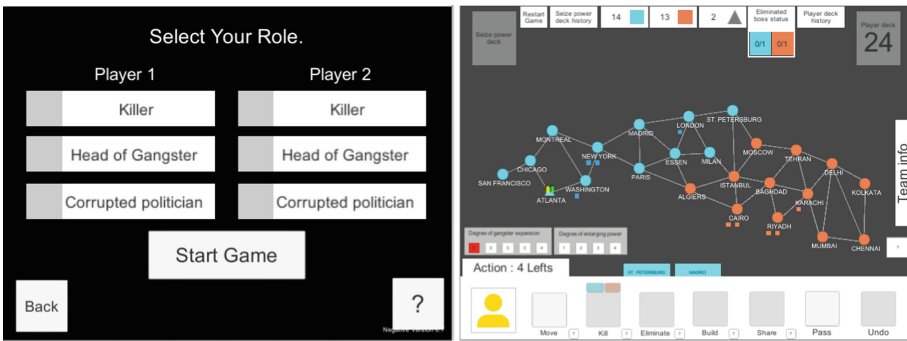 Select Your Role.
Player 1
Player 2
Killer
Killer
Head of Gangster
Head of Gangster
Corrupted politician
Corrupted politician
Start Game
Back
?
Seize power
deck
Restart
Game
Seize power
deck history
14
13
2
Eliminated
boss status
0/1
0/1
Player deck
history
Player deck
24
ST. PETERSBURG
LONDON
MADRID
MONTREAL
NEW YORK
ESSEN
MILAN
MOSCOW
TEHRAN
CHICAGO
SAN FRANCISCO
PARIS
DELHI
WASHINGTON
ATLANTA
ISTANBUL
BAGHDAD
KOLKATA
ALGIERS
KARACHI
CAIRO
RIYADH
MUMBAI
CHENNAI
Team info
?
Degree of gangster expansion
2 3 4
Degree of enlarging power
1 2 3 4
Action : 4 Lefts
ST. PETERSBURG
MADRID
Move
?
Kill
?
Eliminate
?
Build
?
Share
?
Pass
Undo